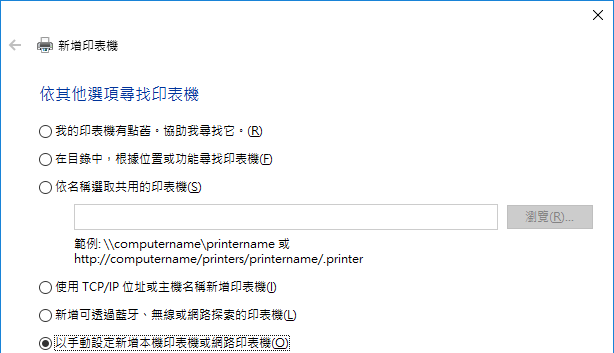 新增印表機
依其他選項尋找印表機
我的印表機有點舊。協助我尋找它。(R)
在目錄中，根據位置或功能尋找印表機(F)
依名稱選取共用的印表機(S)
瀏覽(R)...
範例: \\computername\printername 或
http://computername/printers/printername/.printer
使用 TCP/IP 位址或主機名稱新增印表機(I)
新增可透過藍牙、無線或網路探索的印表機(L)
以手動設定新增本機印表機或網路印表機(O)